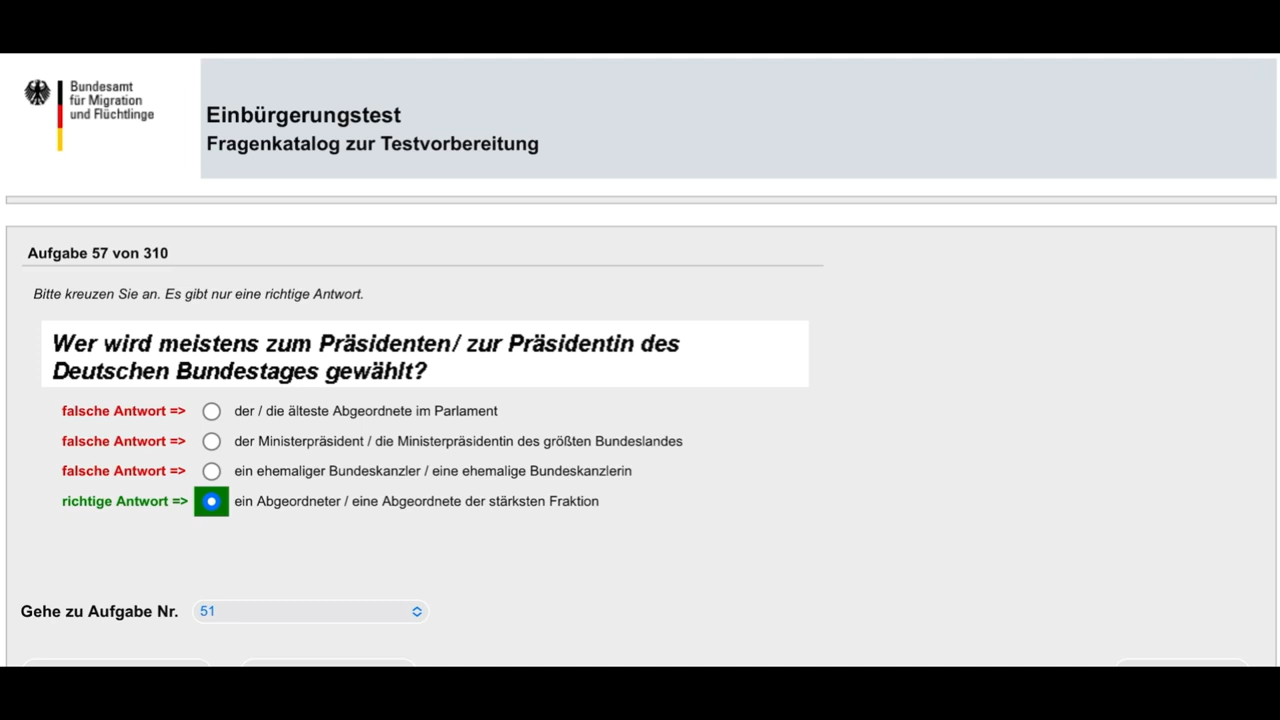 Bundesamt
für Migration
und Flüchtlinge
Einbürgerungstest
Fragenkatalog zur Testvorbereitung
Aufgabe 57 von 310
Bitte kreuzen Sie an. Es gibt nur eine richtige Antwort.
Wer wird meistens zum Präsidenten/ zur Präsidentin des
Deutschen Bundestages gewählt?
falsche Antwort => der / die älteste Abgeordnete im Parlament
falsche Antwort => der Ministerpräsident / die Ministerpräsidentin des größten Bundeslandes
falsche Antwort => ein ehemaliger Bundeskanzler / eine ehemalige Bundeskanzlerin
richtige Antwort => ein Abgeordneter / eine Abgeordnete der stärksten Fraktion
Gehe zu Aufgabe Nr. 51